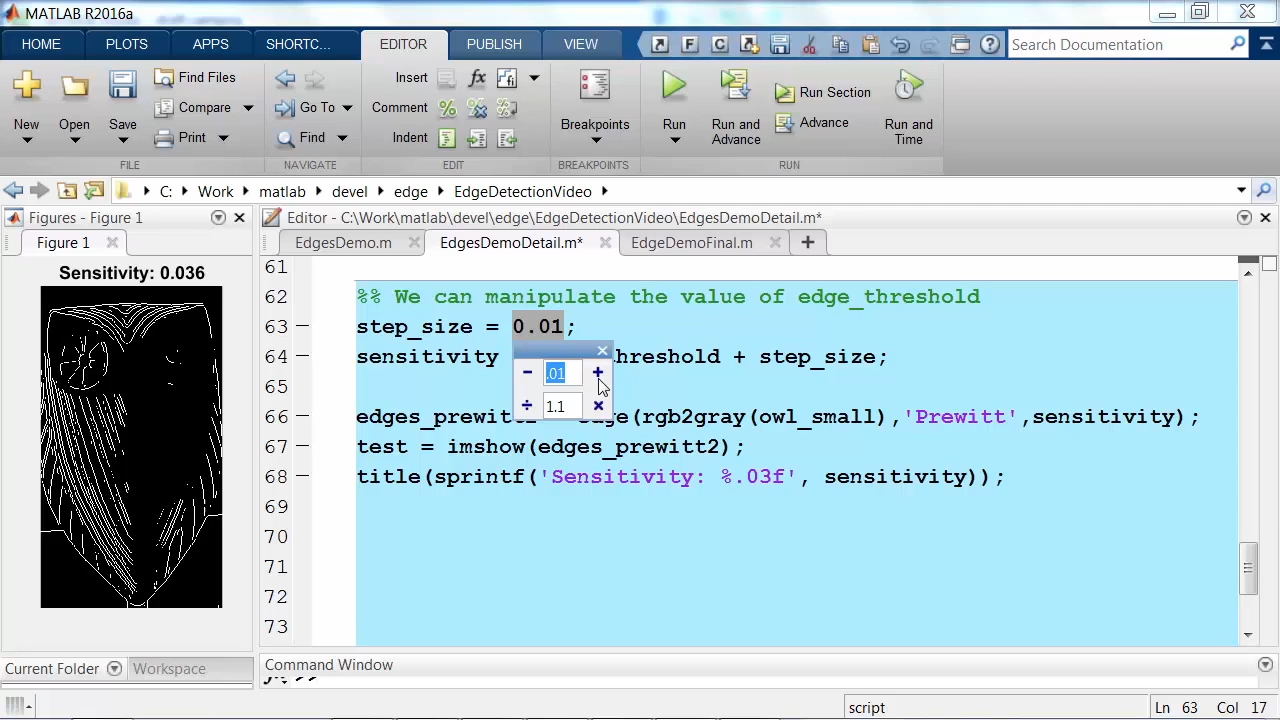 MATLAB R2016a
HOME PLOTS APPS SHORTC... EDITOR PUBLISH VIEW Search Documentation
New Open Save Find Files Compare Print
FILE
Go To Find
NAVIGATE
Insert fx
Comment %
Indent
EDIT
Breakpoints
BREAKPOINTS
Run Run and Advance Run Section Advance Run and Time
RUN
C: Work matlab devel edge EdgeDetectionVideo
Figures - Figure 1
Figure 1
Sensitivity: 0.036
Editor - C:\Work\matlab\devel\edge\EdgeDetectionVideo\EdgesDemoDetail.m*
EdgesDemo.m EdgesDemoDetail.m* EdgeDemoFinal.m
61
62 %% We can manipulate the value of edge_threshold
63 step_size = 0.01;
64 sensitivity hreshold + step_size;
- .01 +
65
÷ 1.1 ×
66 (rgb2gray(owl_small),'Prewitt',sensitivity);
67 test = imshow(edges_prewitt2);
68 title(sprintf('Sensitivity: %.03f', sensitivity));
69
70
71
72
73
Current Folder Workspace
Command Window
script Ln 63 Col 17